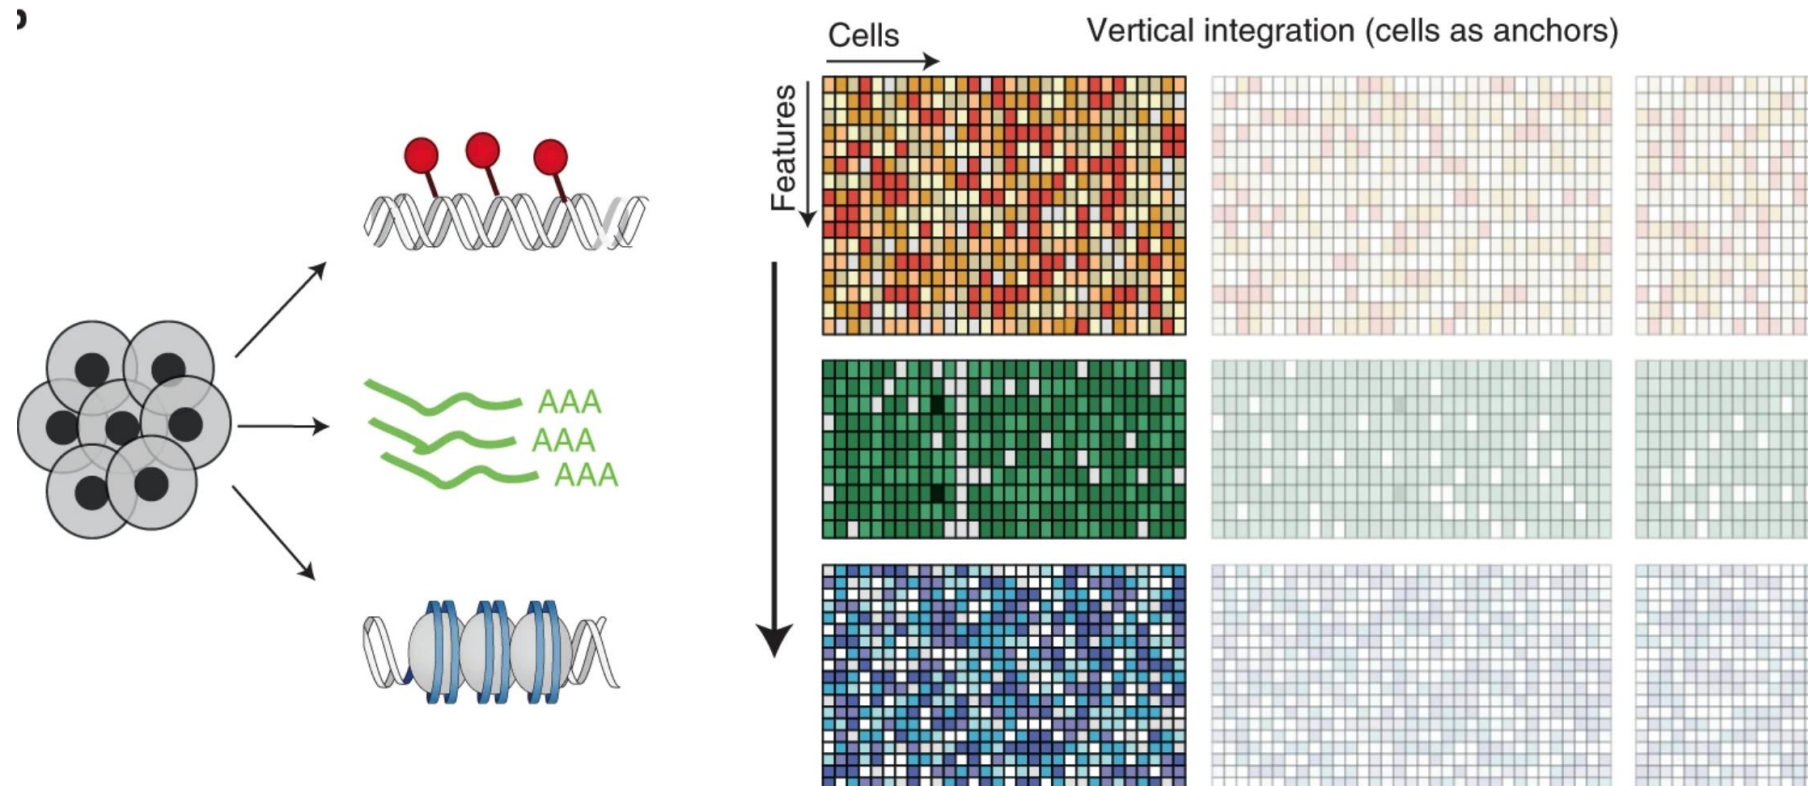 Cells
Vertical integration (cells as anchors)
Features
AAA
AAA
AAA